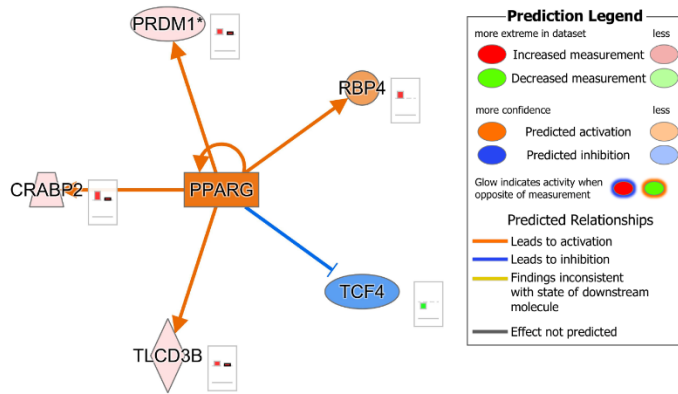 PRDM1*
RBP4
CRABP2
PPARG
TCF4
TLCD3B
Prediction Legend
more extreme in dataset less
Increased measurement
Decreased measurement
more confidence less
Predicted activation
Predicted inhibition
Glow indicates activity when
opposite of measurement
Predicted Relationships
Leads to activation
Leads to inhibition
Findings inconsistent
with state of downstream
molecule
Effect not predicted